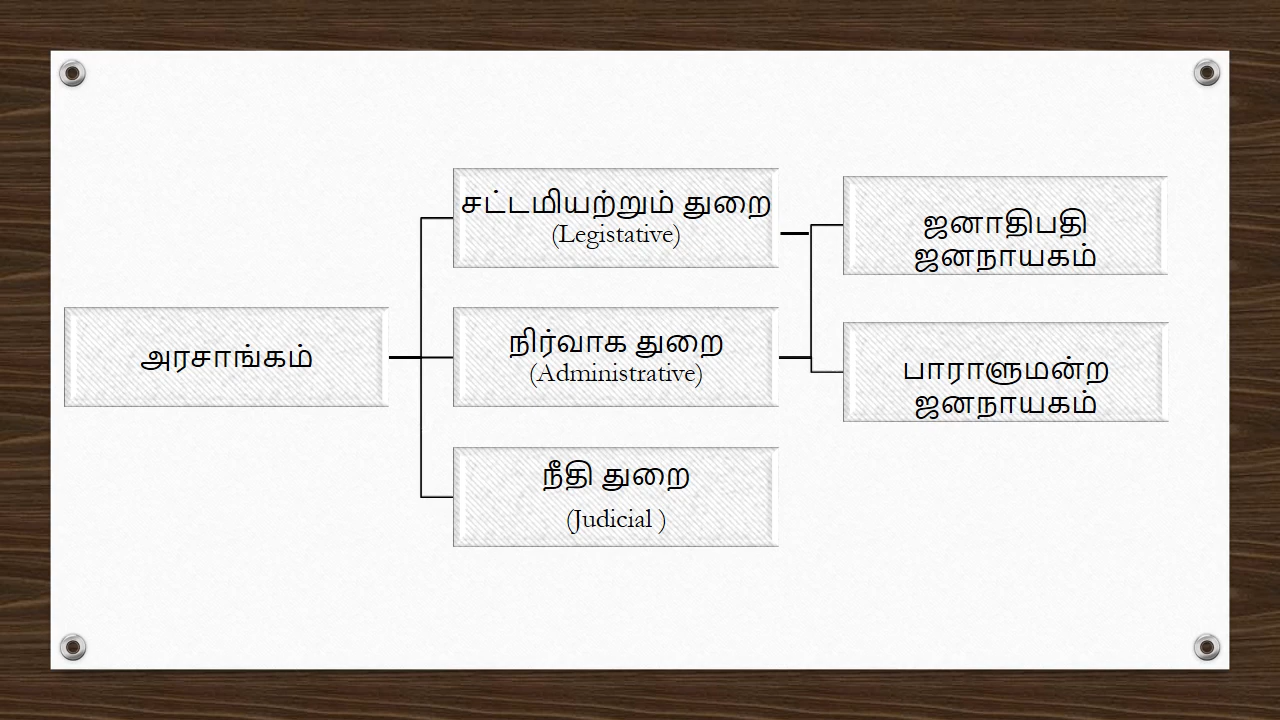 அரசாங்கம்
சட்டமியற்றும் துறை
(Legistative)
நிர்வாக துறை
(Administrative)
நீதி துறை
(Judicial )
ஜனாதிபதி
ஜனநாயகம்
பாராளுமன்ற
ஜனநாயகம்